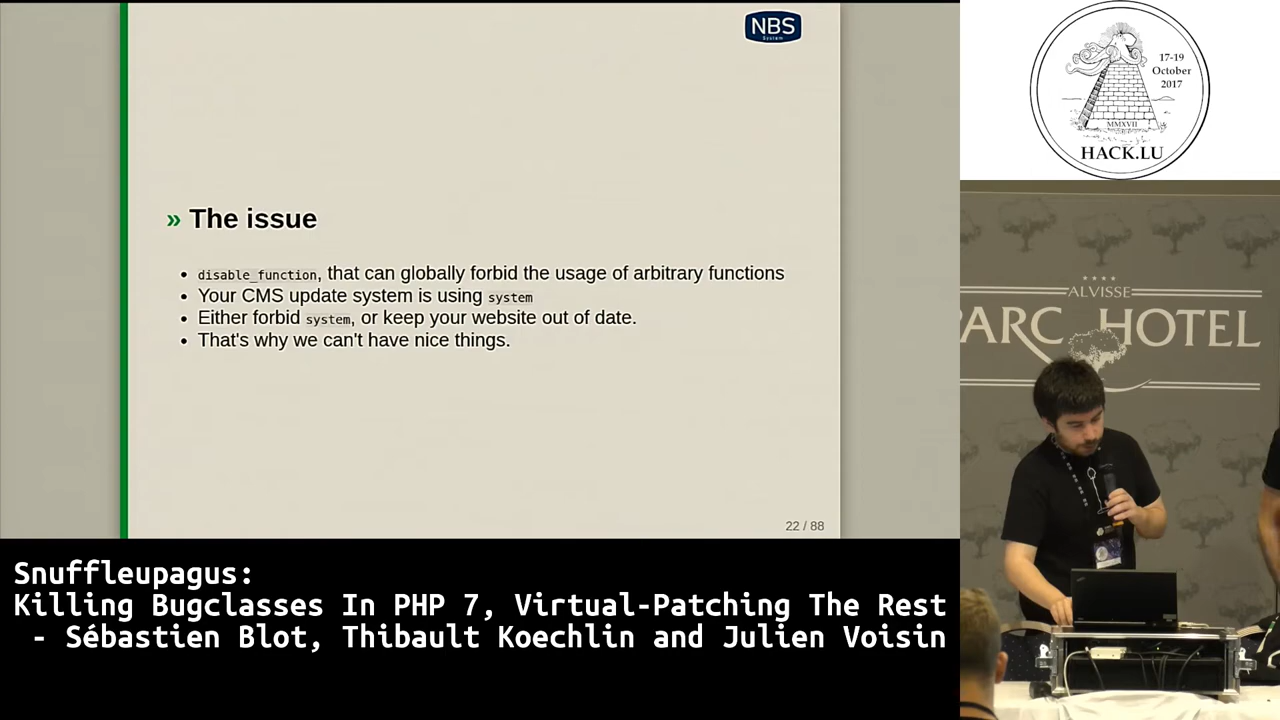 NBS
System
» The issue
• disable_function, that can globally forbid the usage of arbitrary functions
• Your CMS update system is using system
• Either forbid system, or keep your website out of date.
• That's why we can't have nice things.
22 / 88
17-19
October
2017
MMXVII
HACK.LU
ALVISSE
PARC HOTEL
Snuffleupagus:
Killing Bugclasses In PHP 7, Virtual-Patching The Rest
- Sébastien Blot, Thibault Koechlin and Julien Voisin